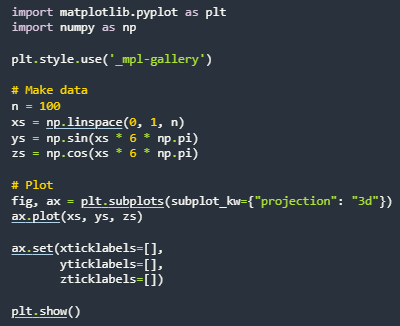 import matplotlib.pyplot as plt
import numpy as np
plt.style.use('_mpl-gallery')
# Make data
n = 100
xs = np.linspace(0, 1, n)
ys = np.sin(xs * 6 * np.pi)
zs = np.cos(xs * 6 * np.pi)
# Plot
fig, ax = plt.subplots(subplot_kw={"projection": "3d"})
ax.plot(xs, ys, zs)
ax.set(xticklabels=[],
       yticklabels=[],
       zticklabels=[])
plt.show()